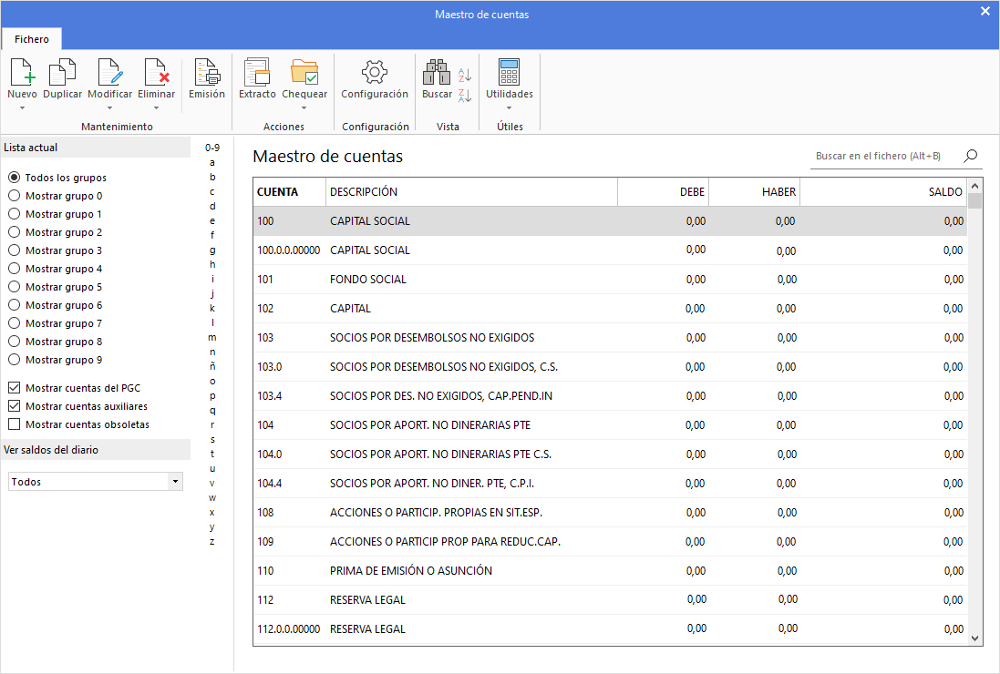 Maestro de cuentas
Fichero
Nuevo Duplicar Modificar Eliminar Emisión Extracto Chequear Configuración Buscar Utilidades
Mantenimiento Acciones Configuración Vista Útiles
Lista actual
Todos los grupos
Mostrar grupo 0
Mostrar grupo 1
Mostrar grupo 2
Mostrar grupo 3
Mostrar grupo 4
Mostrar grupo 5
Mostrar grupo 6
Mostrar grupo 7
Mostrar grupo 8
Mostrar grupo 9
Mostrar cuentas del PGC
Mostrar cuentas auxiliares
Mostrar cuentas obsoletas
Ver saldos del diario
Todos
0-9
a
b
c
d
e
f
g
h
i
j
k
l
m
n
ñ
o
p
q
r
s
t
u
v
w
x
y
z
Maestro de cuentas
Buscar en el fichero (Alt+B)
CUENTA DESCRIPCIÓN DEBE HABER SALDO
100 CAPITAL SOCIAL 0,00 0,00 0,00
100.0.0.00000 CAPITAL SOCIAL 0,00 0,00 0,00
101 FONDO SOCIAL 0,00 0,00 0,00
102 CAPITAL 0,00 0,00 0,00
103 SOCIOS POR DESEMBOLSOS NO EXIGIDOS 0,00 0,00 0,00
103.0 SOCIOS POR DESEMBOLSOS NO EXIGIDOS, C.S. 0,00 0,00 0,00
103.4 SOCIOS POR DES. NO EXIGIDOS, CAP.PEND.IN 0,00 0,00 0,00
104 SOCIOS POR APORT. NO DINERARIAS PTE 0,00 0,00 0,00
104.0 SOCIOS POR APORT. NO DINERARIAS PTE C.S. 0,00 0,00 0,00
104.4 SOCIOS POR APORT. NO DINER. PTE, C.P.I. 0,00 0,00 0,00
108 ACCIONES O PARTICIP. PROPIAS EN SIT.ESP. 0,00 0,00 0,00
109 ACCIONES O PARTICIP PROP PARA REDUC.CAP. 0,00 0,00 0,00
110 PRIMA DE EMISIÓN O ASUNCIÓN 0,00 0,00 0,00
112 RESERVA LEGAL 0,00 0,00 0,00
112.0.0.00000 RESERVA LEGAL 0,00 0,00 0,00